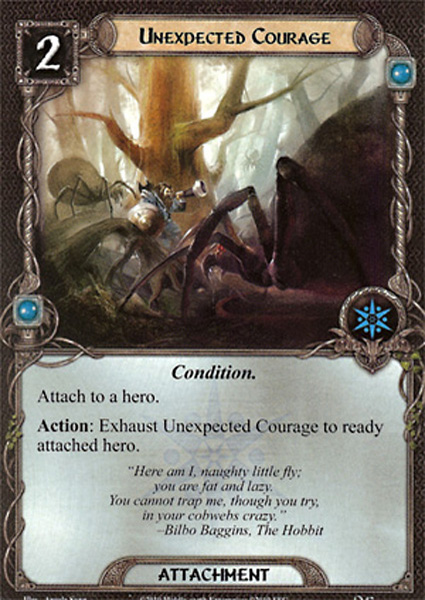 2
UNEXPECTED COURAGE
Condition.
Attach to a hero.
Action: Exhaust Unexpected Courage to ready
attached hero.
"Here am I, naughty little fly;
you are fat and lazy.
You cannot trap me, though you try,
in your cobwebs crazy."
–Bilbo Baggins, The Hobbit
ATTACHMENT